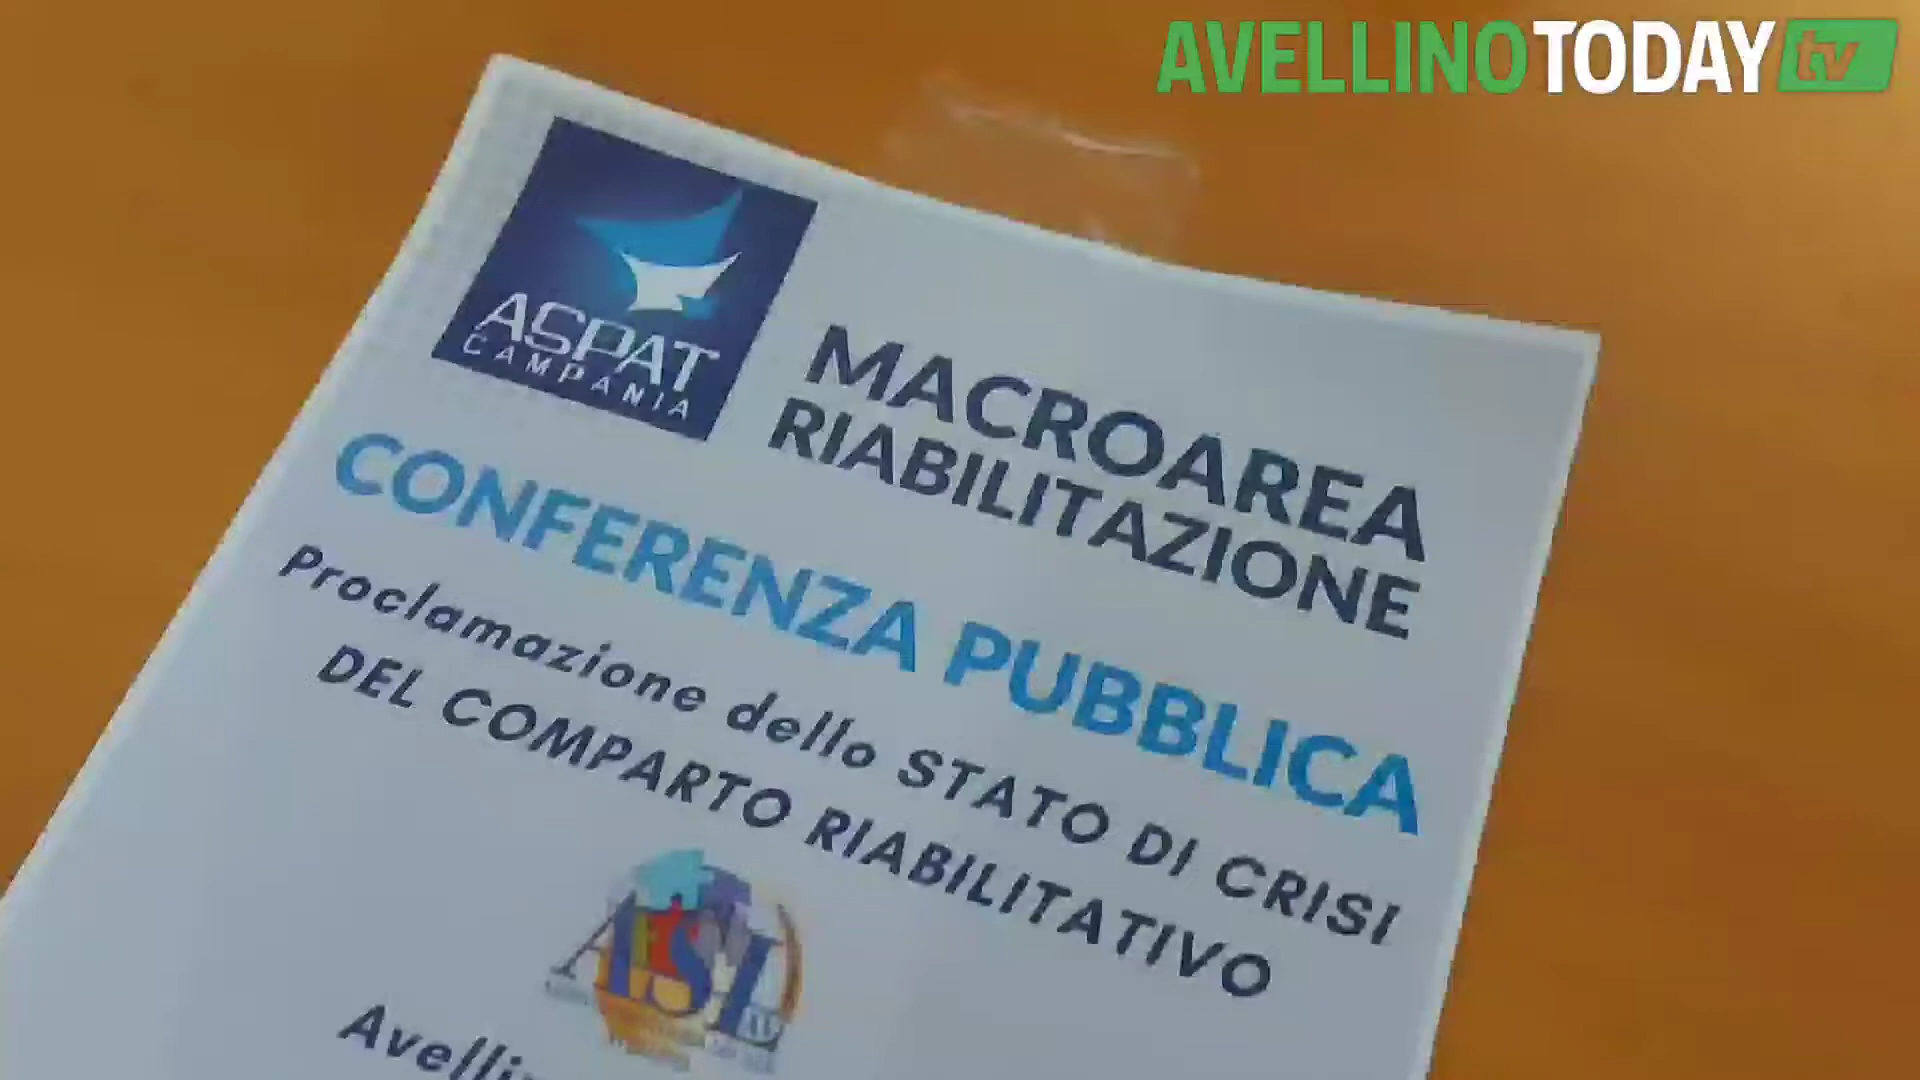 AVELLINOTODAY tv
ASPAT
CAMPANIA
MACROAREA
RIABILITAZIONE
CONFERENZA PUBBLICA
Proclamazione dello STATO DI CRISI
DEL COMPARTO RIABILITATIVO